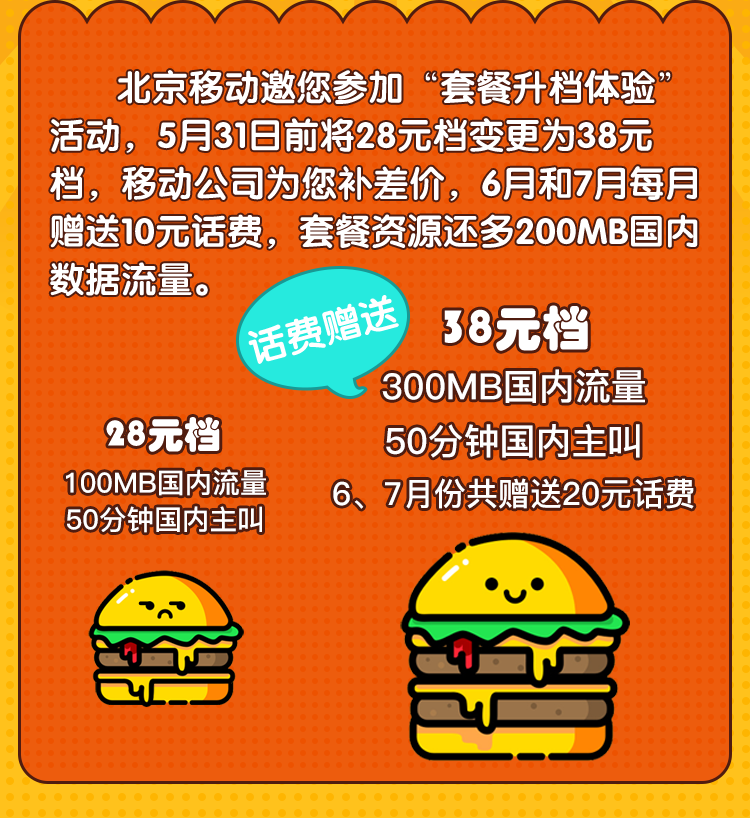 北京移动邀您参加“套餐升档体验”
活动，5月31日前将28元档变更为38元
档，移动公司为您补差价，6月和7月每月
赠送10元话费，套餐资源还多200MB国内
数据流量。
话费赠送
38元档
300MB国内流量
50分钟国内主叫
6、7月份共赠送20元话费
28元档
100MB国内流量
50分钟国内主叫